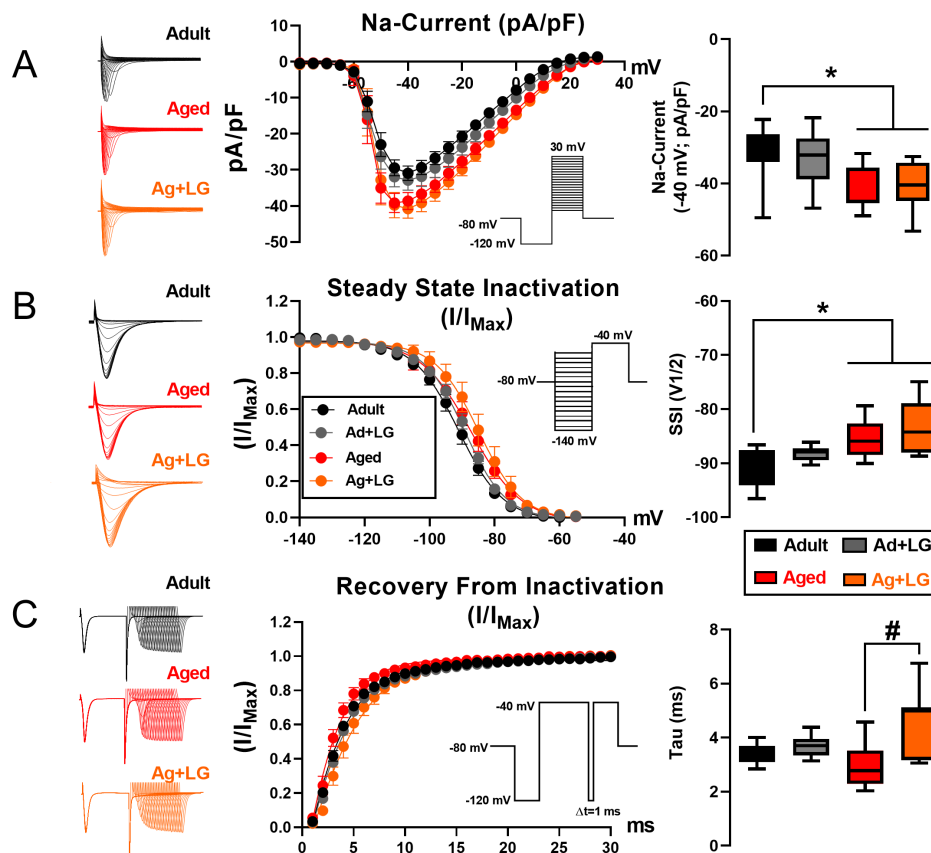 A
Adult
Aged
Ag+LG
Na-Current (pA/pF)
pA/pF
10
0
-10
-20
-30
-40
-50
-60
-40
-20
0
20
40
mV
30 mV
-80 mV
-120 mV
Na-Current
(-40 mV; pA/pF)
0
-20
-40
-60
*
B
Adult
Aged
Ag+LG
Steady State Inactivation
(I/IMax)
(I/IMax)
1.2
1.0
0.8
0.6
0.4
0.2
0.0
-140
-120
-100
-80
-60
-40
mV
Adult
Ad+LG
Aged
Ag+LG
-40 mV
-80 mV
-140 mV
SSI (V1/2)
-60
-70
-80
-90
-100
*
Adult
Ad+LG
Aged
Ag+LG
C
Adult
Aged
Ag+LG
Recovery From Inactivation
(I/IMax)
(I/IMax)
1.2
1.0
0.8
0.6
0.4
0.2
0.0
0
5
10
15
20
25
30
ms
-40 mV
-80 mV
-120 mV
Δt=1 ms
Tau (ms)
8
6
4
2
0
#